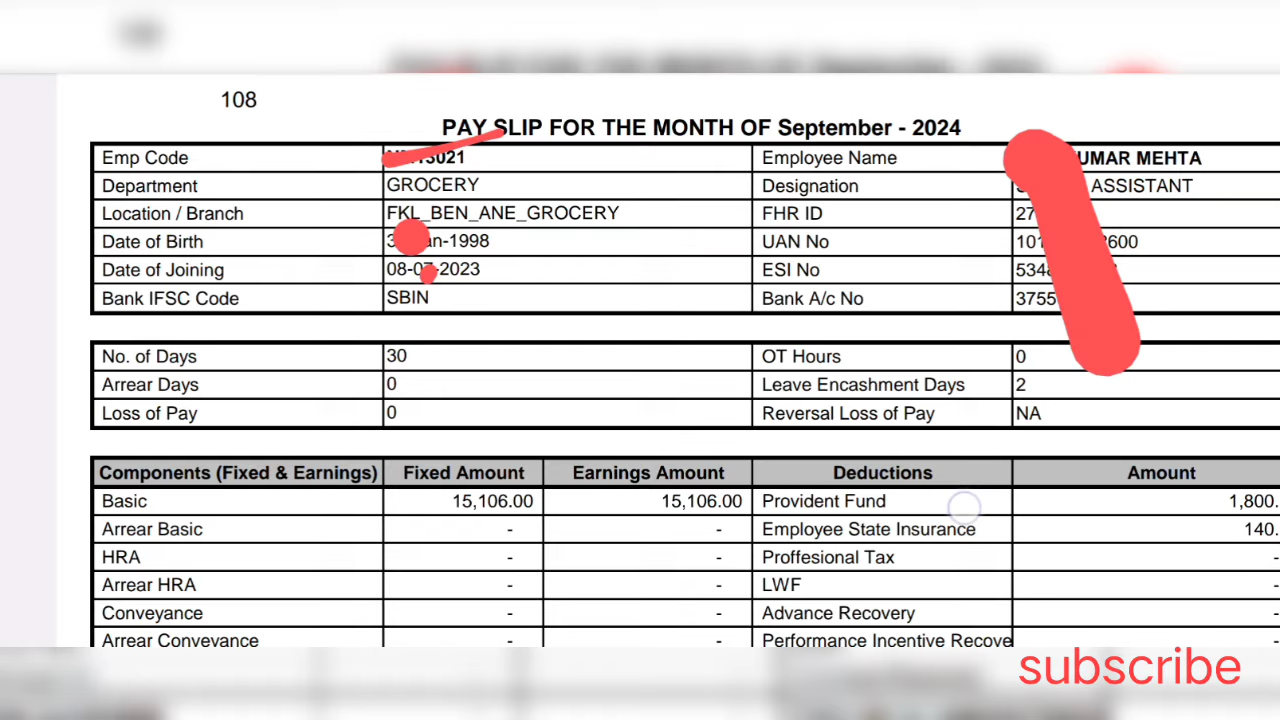 108
PAY SLIP FOR THE MONTH OF September - 2024
Emp Code 3021 Employee Name UMAR MEHTA
Department GROCERY Designation ASSISTANT
Location / Branch FKL_BEN_ANE_GROCERY FHR ID 27
Date of Birth an-1998 UAN No 101 2600
Date of Joining 08-07-2023 ESI No 534
Bank IFSC Code SBIN Bank A/c No 3755
No. of Days 30 OT Hours 0
Arrear Days 0 Leave Encashment Days 2
Loss of Pay 0 Reversal Loss of Pay NA
Components (Fixed & Earnings) Fixed Amount Earnings Amount Deductions Amount
Basic 15,106.00 15,106.00 Provident Fund 1,800.
Arrear Basic - - Employee State Insurance 140.
HRA - - Proffesional Tax -
Arrear HRA - - LWF -
Conveyance - - Advance Recovery -
Arrear Conveyance - - Performance Incentive Recove -
subscribe